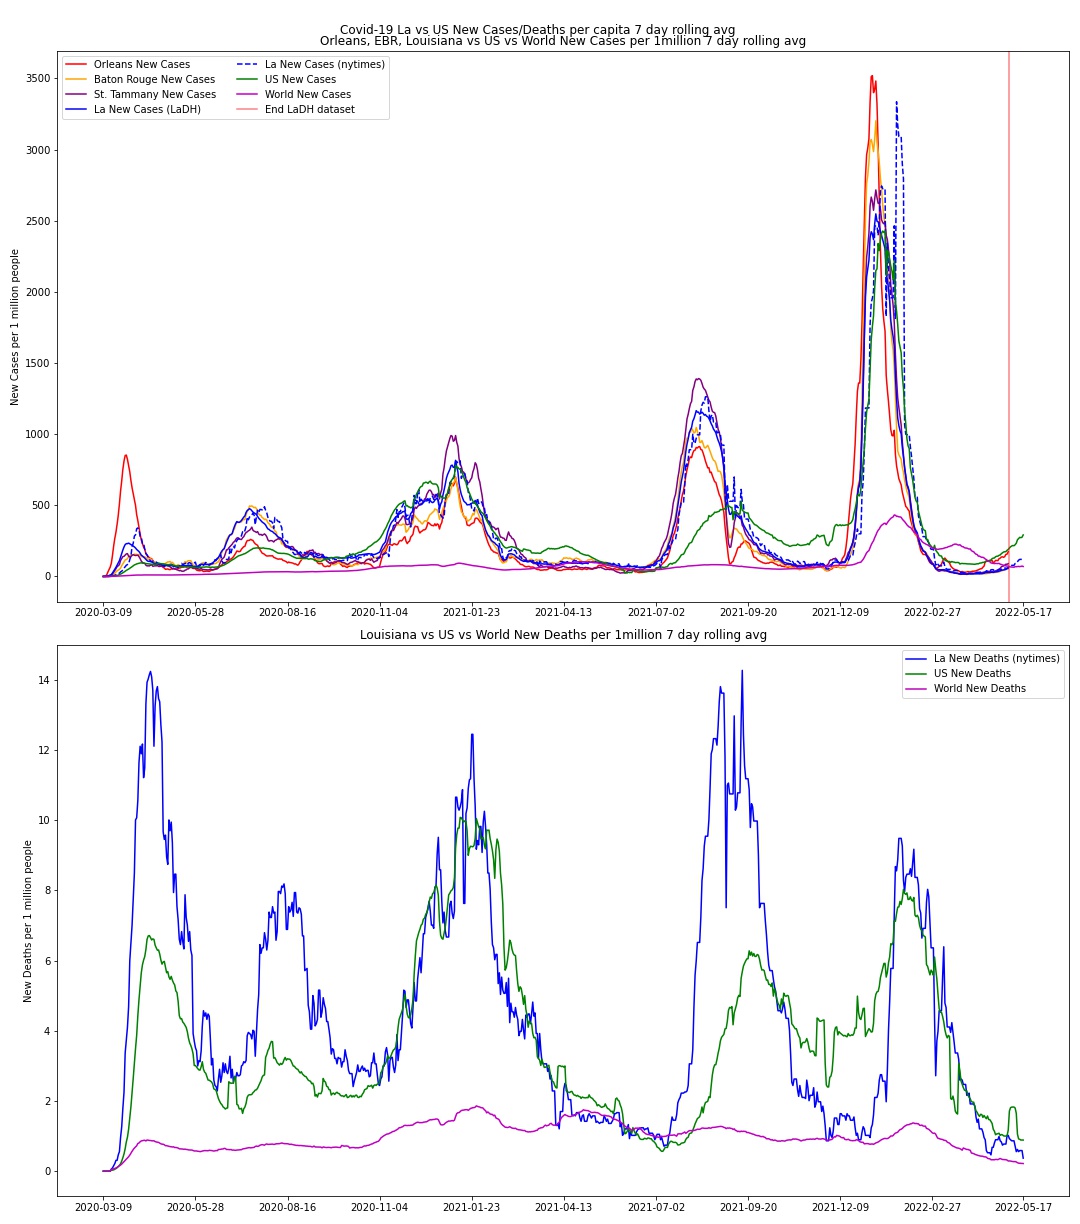 Covid-19 La vs US New Cases/Deaths per capita 7 day rolling avg
Orleans, EBR, Louisiana vs US vs World New Cases per 1million 7 day rolling avg
Orleans New Cases
Baton Rouge New Cases
St. Tammany New Cases
La New Cases (LaDH)
La New Cases (nytimes)
US New Cases
World New Cases
End LaDH dataset
New Cases per 1 million people
3500
3000
2500
2000
1500
1000
500
0
2020-03-09 2020-05-28 2020-08-16 2020-11-04 2021-01-23 2021-04-13 2021-07-02 2021-09-20 2021-12-09 2022-02-27 2022-05-17
Louisiana vs US vs World New Deaths per 1million 7 day rolling avg
La New Deaths (nytimes)
US New Deaths
World New Deaths
New Deaths per 1 million people
14
12
10
8
6
4
2
0
2020-03-09 2020-05-28 2020-08-16 2020-11-04 2021-01-23 2021-04-13 2021-07-02 2021-09-20 2021-12-09 2022-02-27 2022-05-17